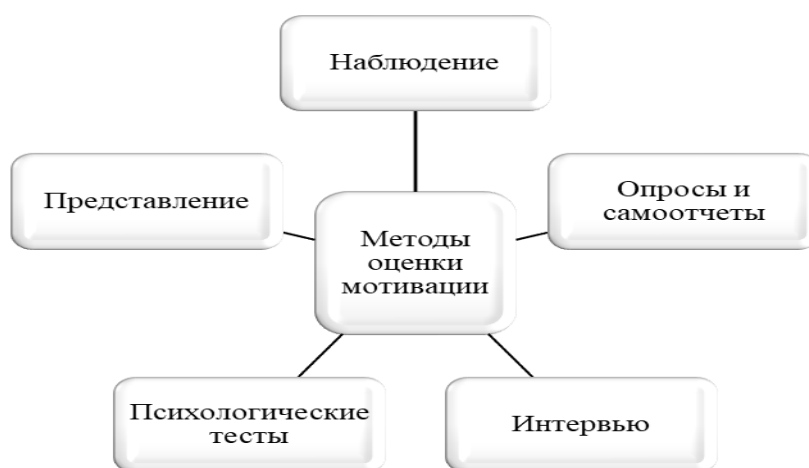 Наблюдение
Представление
Опросы и
самоотчеты
Методы
оценки
мотивации
Психологические
тесты
Интервью